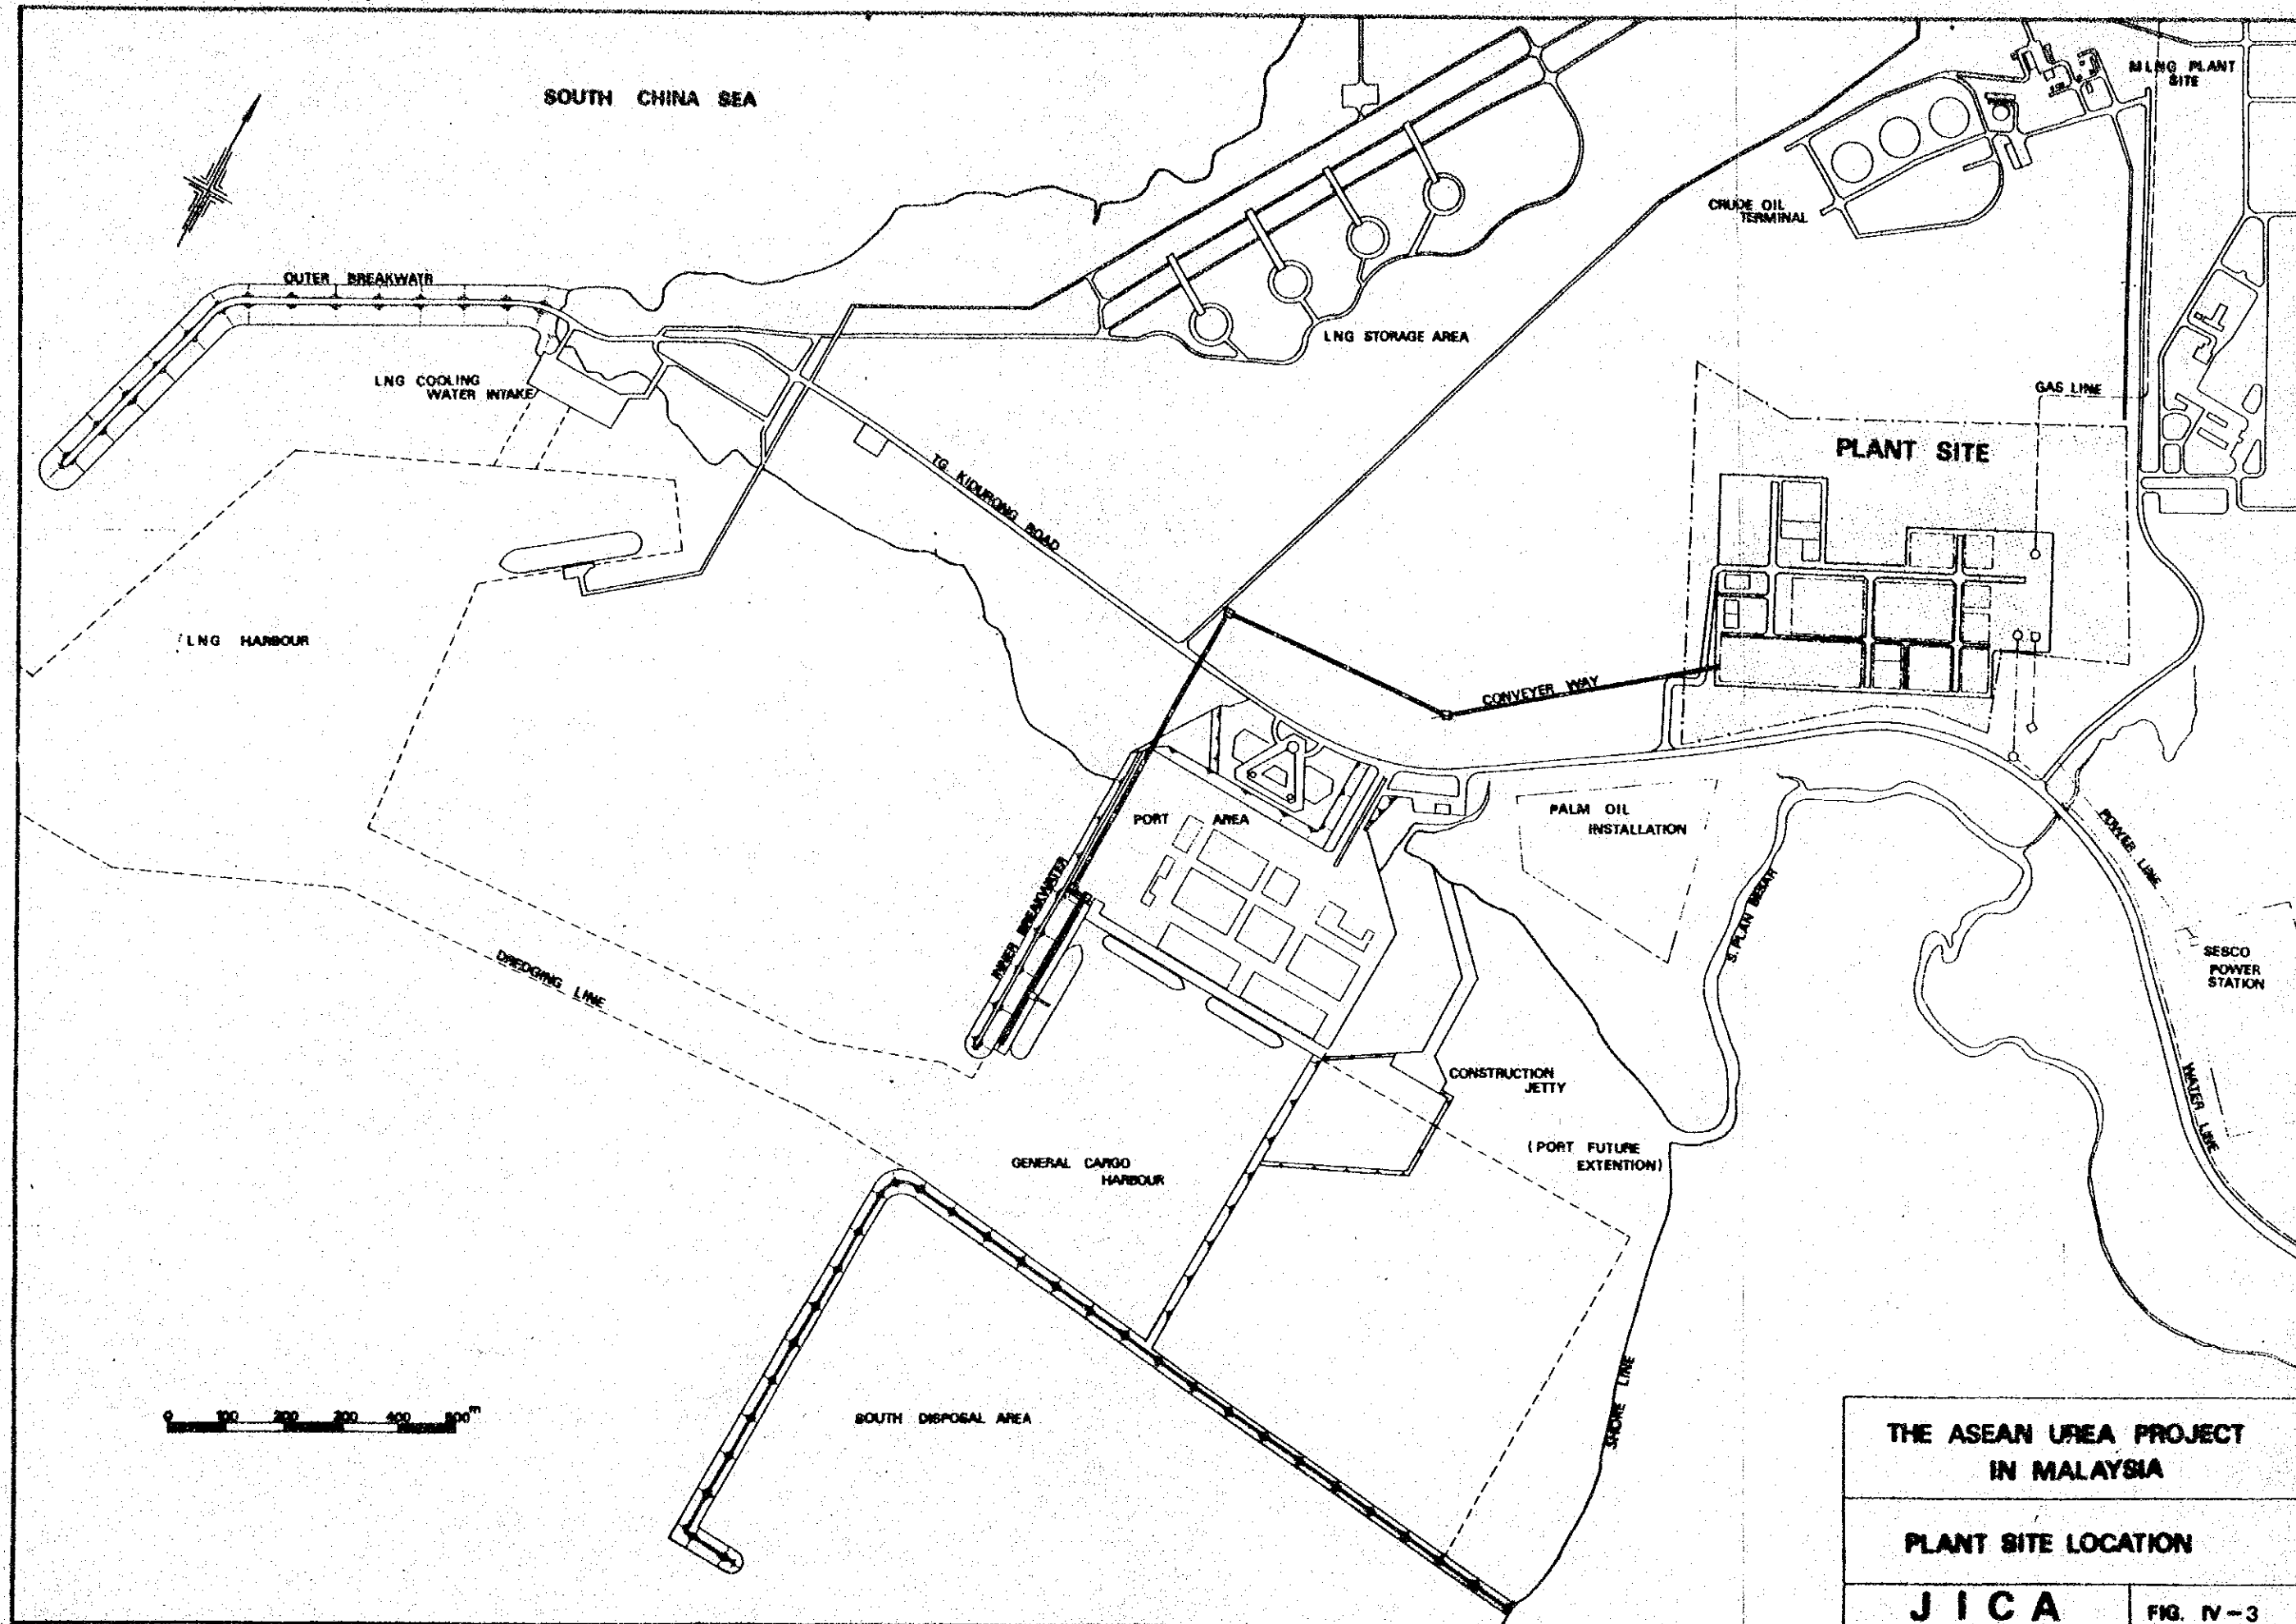 SOUTH CHINA SEA
MLNG PLANT
SITE
CRUDE OIL
TERMINAL
OUTER BREAKWATR
LNG STORAGE AREA
LNG COOLING
WATER INTAKE
GAS LINE
PLANT SITE
TG. KIDURONG ROAD
LNG HARBOUR
CONVEYER WAY
PORT AREA
PALM OIL
INSTALLATION
POWER LINE
INNER BREAKWATER
S. PLAN BESAR
DREDGING LINE
SESCO
POWER
STATION
CONSTRUCTION
JETTY
WATER LINE
(PORT FUTURE
EXTENTION)
GENERAL CARGO
HARBOUR
SHORE LINE
0 100 200 300 400 500m
SOUTH DISPOSAL AREA
THE ASEAN UREA PROJECT
IN MALAYSIA
PLANT SITE LOCATION
JICA
FIG. IV-3